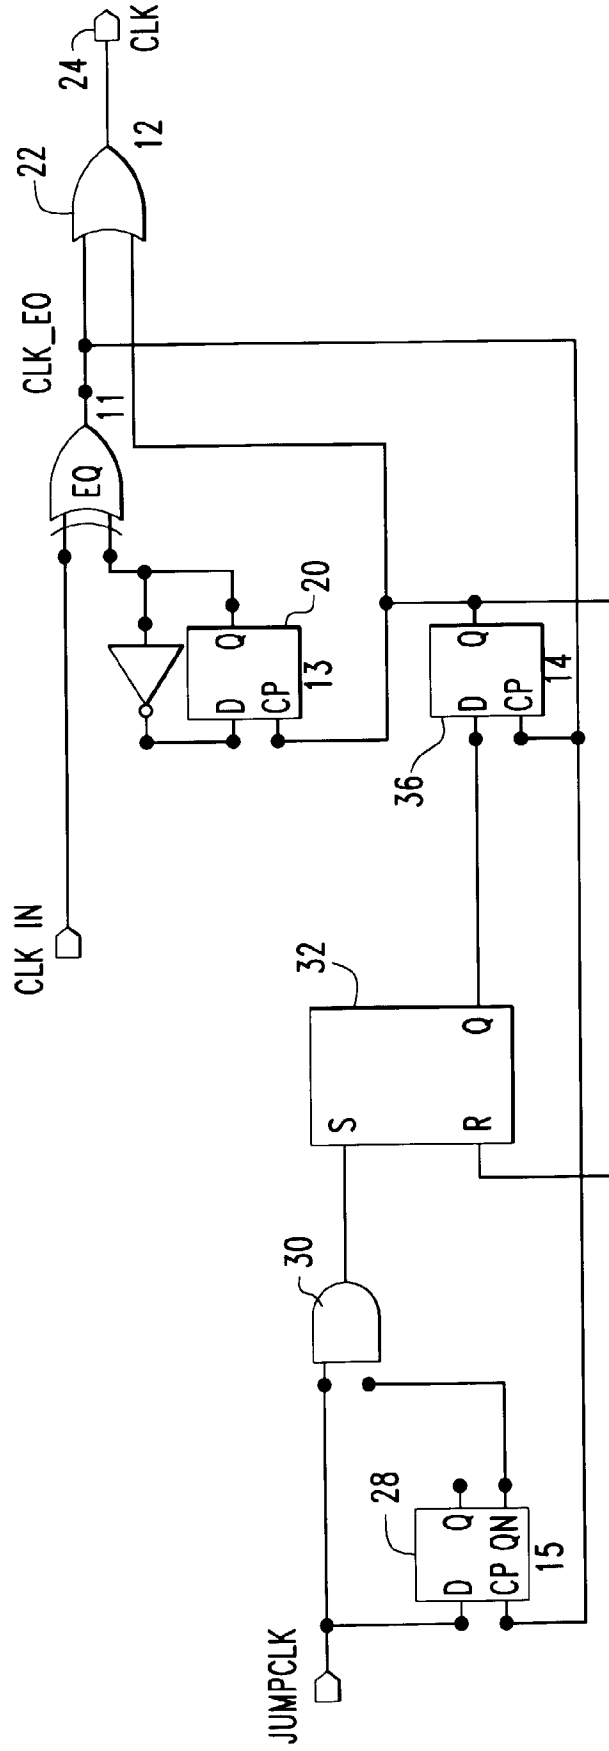 CLK IN
EQ
11
CLK_EO
22
12
24
CLK
D
Q
CP
13
20
32
S
R
Q
36
D
Q
CP
14
JUMPCLK
28
D
Q
CP
QN
15
30